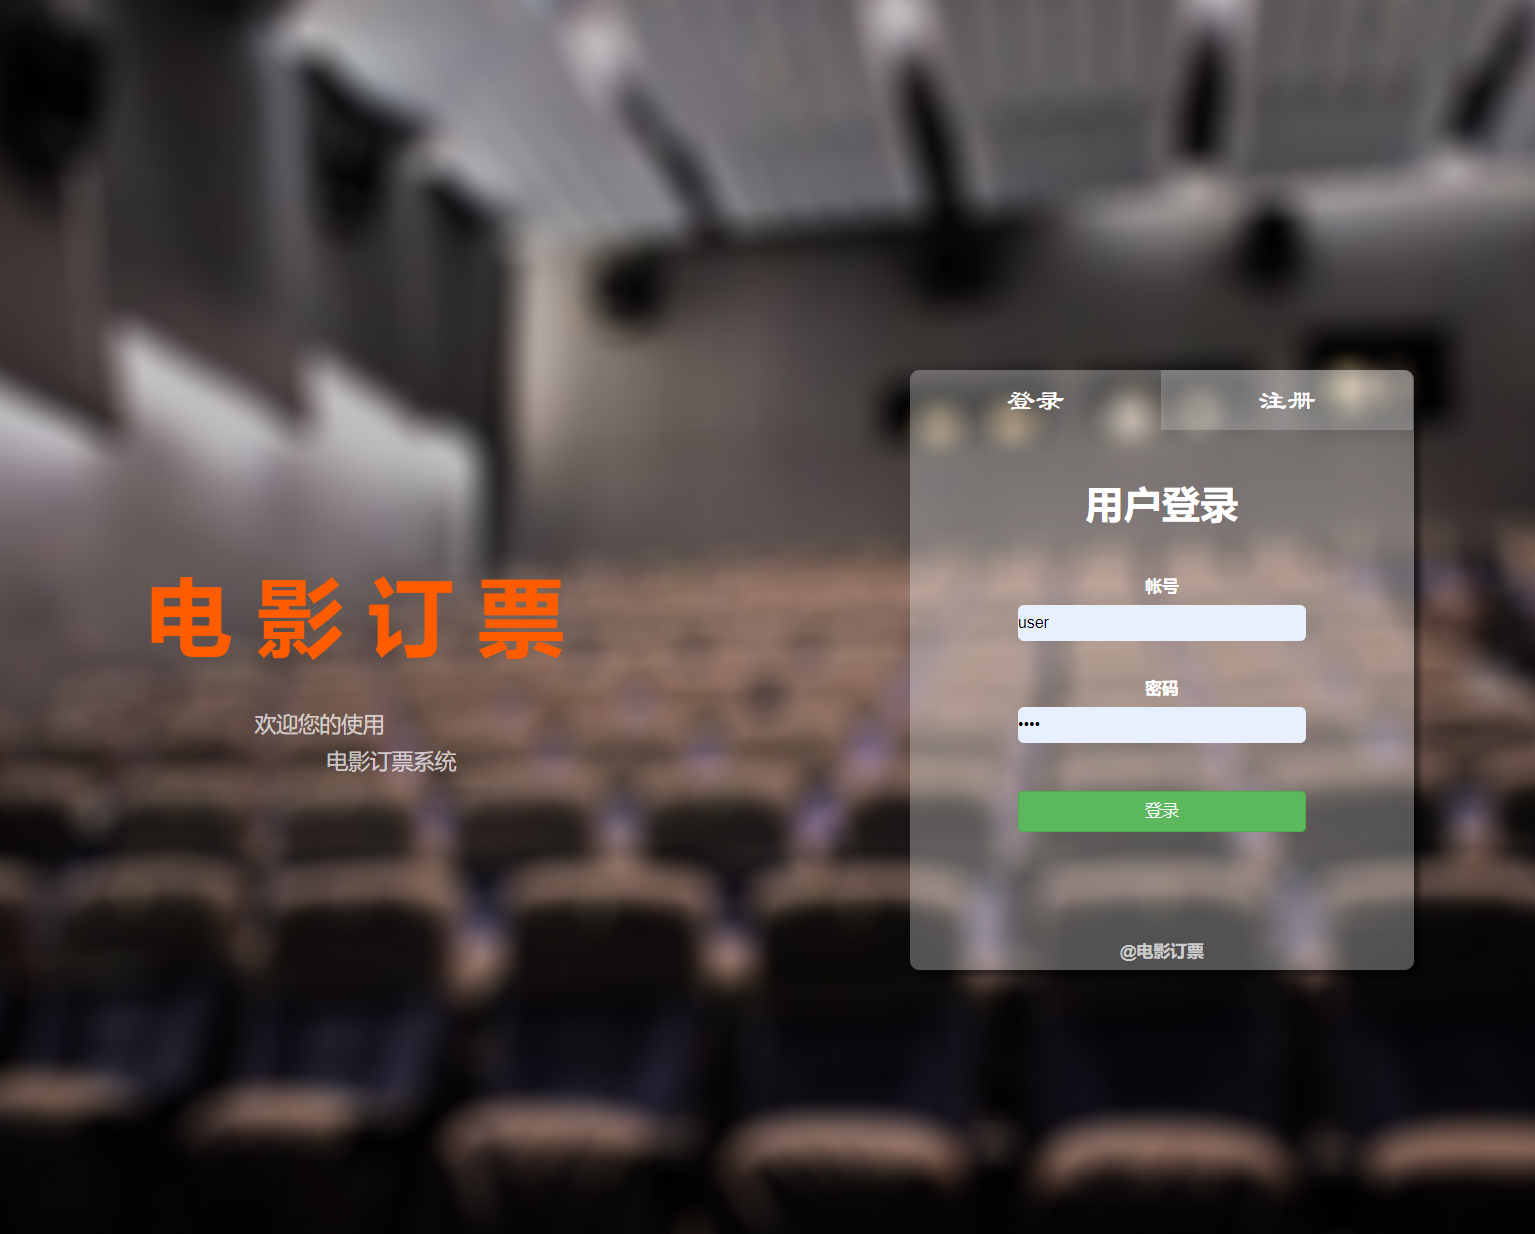 电影订票
欢迎您的使用
电影订票系统
登录 注册
用户登录
帐号
user
密码
••••
登录
@电影订票